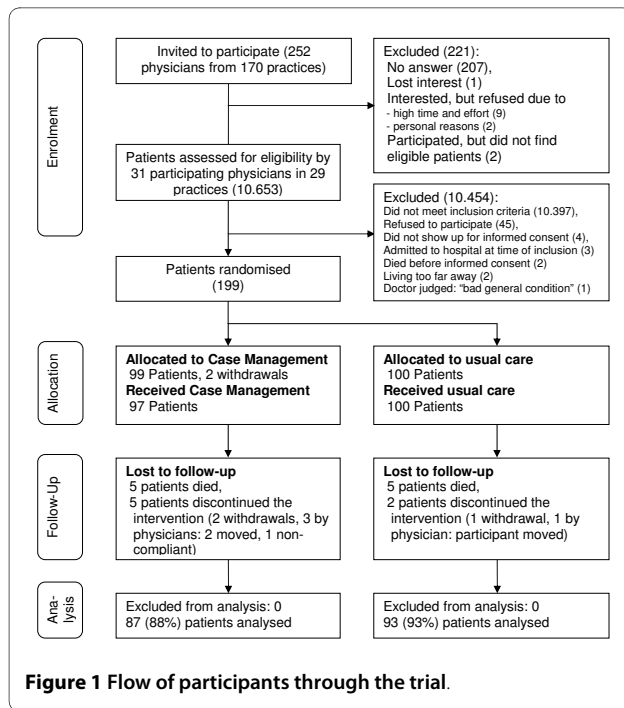 Enrolment
Invited to participate (252
physicians from 170 practices)
Excluded (221):
No answer (207),
Lost interest (1)
Interested, but refused due to
- high time and effort (9)
- personal reasons (2)
Participated, but did not find
eligible patients (2)
Patients assessed for eligibility by
31 participating physicians in 29
practices (10.653)
Excluded (10.454):
Did not meet inclusion criteria (10.397),
Refused to participate (45),
Did not show up for informed consent (4),
Admitted to hospital at time of inclusion (3)
Died before informed consent (2)
Living too far away (2)
Doctor judged: "bad general condition" (1)
Patients randomised
(199)
Allocation
Allocated to Case Management
99 Patients, 2 withdrawals
Received Case Management
97 Patients
Allocated to usual care
100 Patients
Received usual care
100 Patients
Follow-Up
Lost to follow-up
5 patients died,
5 patients discontinued the
intervention (2 withdrawals, 3 by
physicians: 2 moved, 1 non-
compliant)
Lost to follow-up
5 patients died,
2 patients discontinued the
intervention (1 withdrawal, 1 by
physician: participant moved)
Ana-
lysis
Excluded from analysis: 0
87 (88%) patients analysed
Excluded from analysis: 0
93 (93%) patients analysed
Figure 1 Flow of participants through the trial.